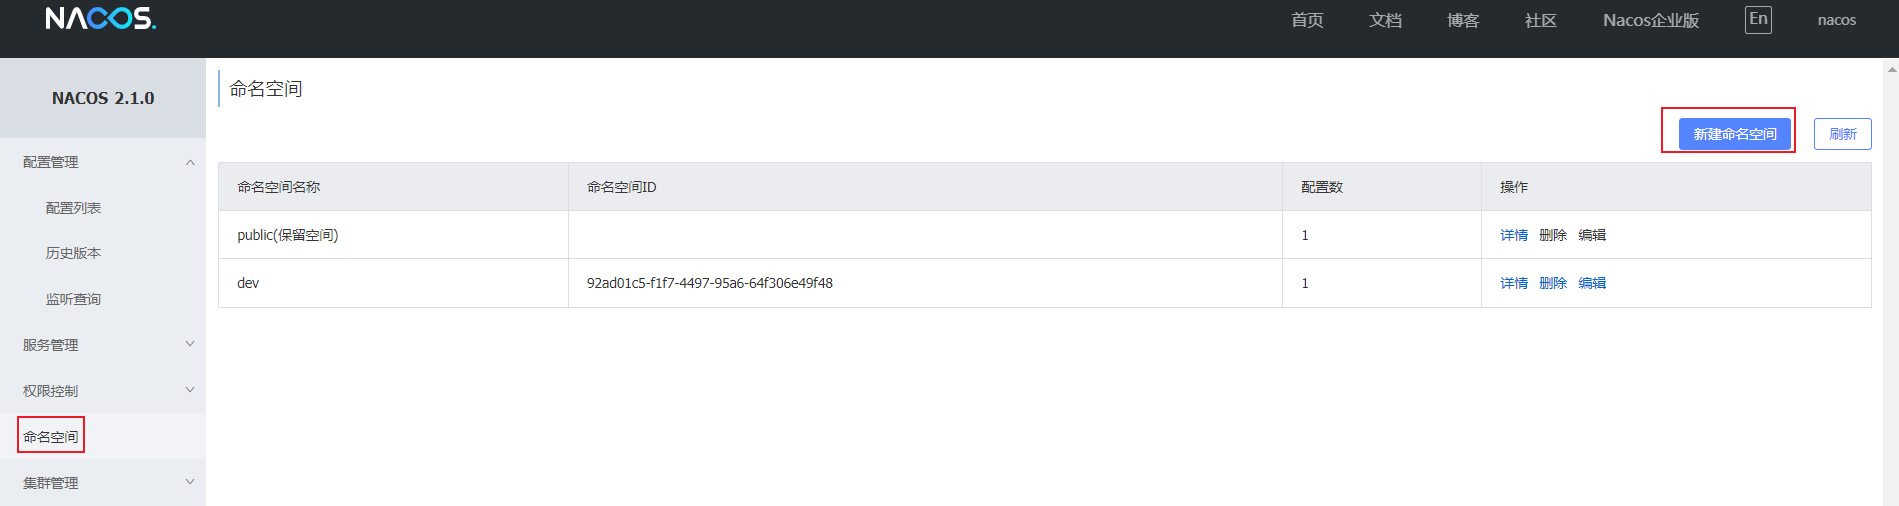 NACOS.
首页 文档 博客 社区 Nacos企业版 En nacos
NACOS 2.1.0
配置管理
配置列表
历史版本
监听查询
服务管理
权限控制
命名空间
集群管理
命名空间
新建命名空间 刷新
命名空间名称 命名空间ID 配置数 操作
public(保留空间) 1 详情 删除 编辑
dev 92ad01c5-f1f7-4497-95a6-64f306e49f48 1 详情 删除 编辑